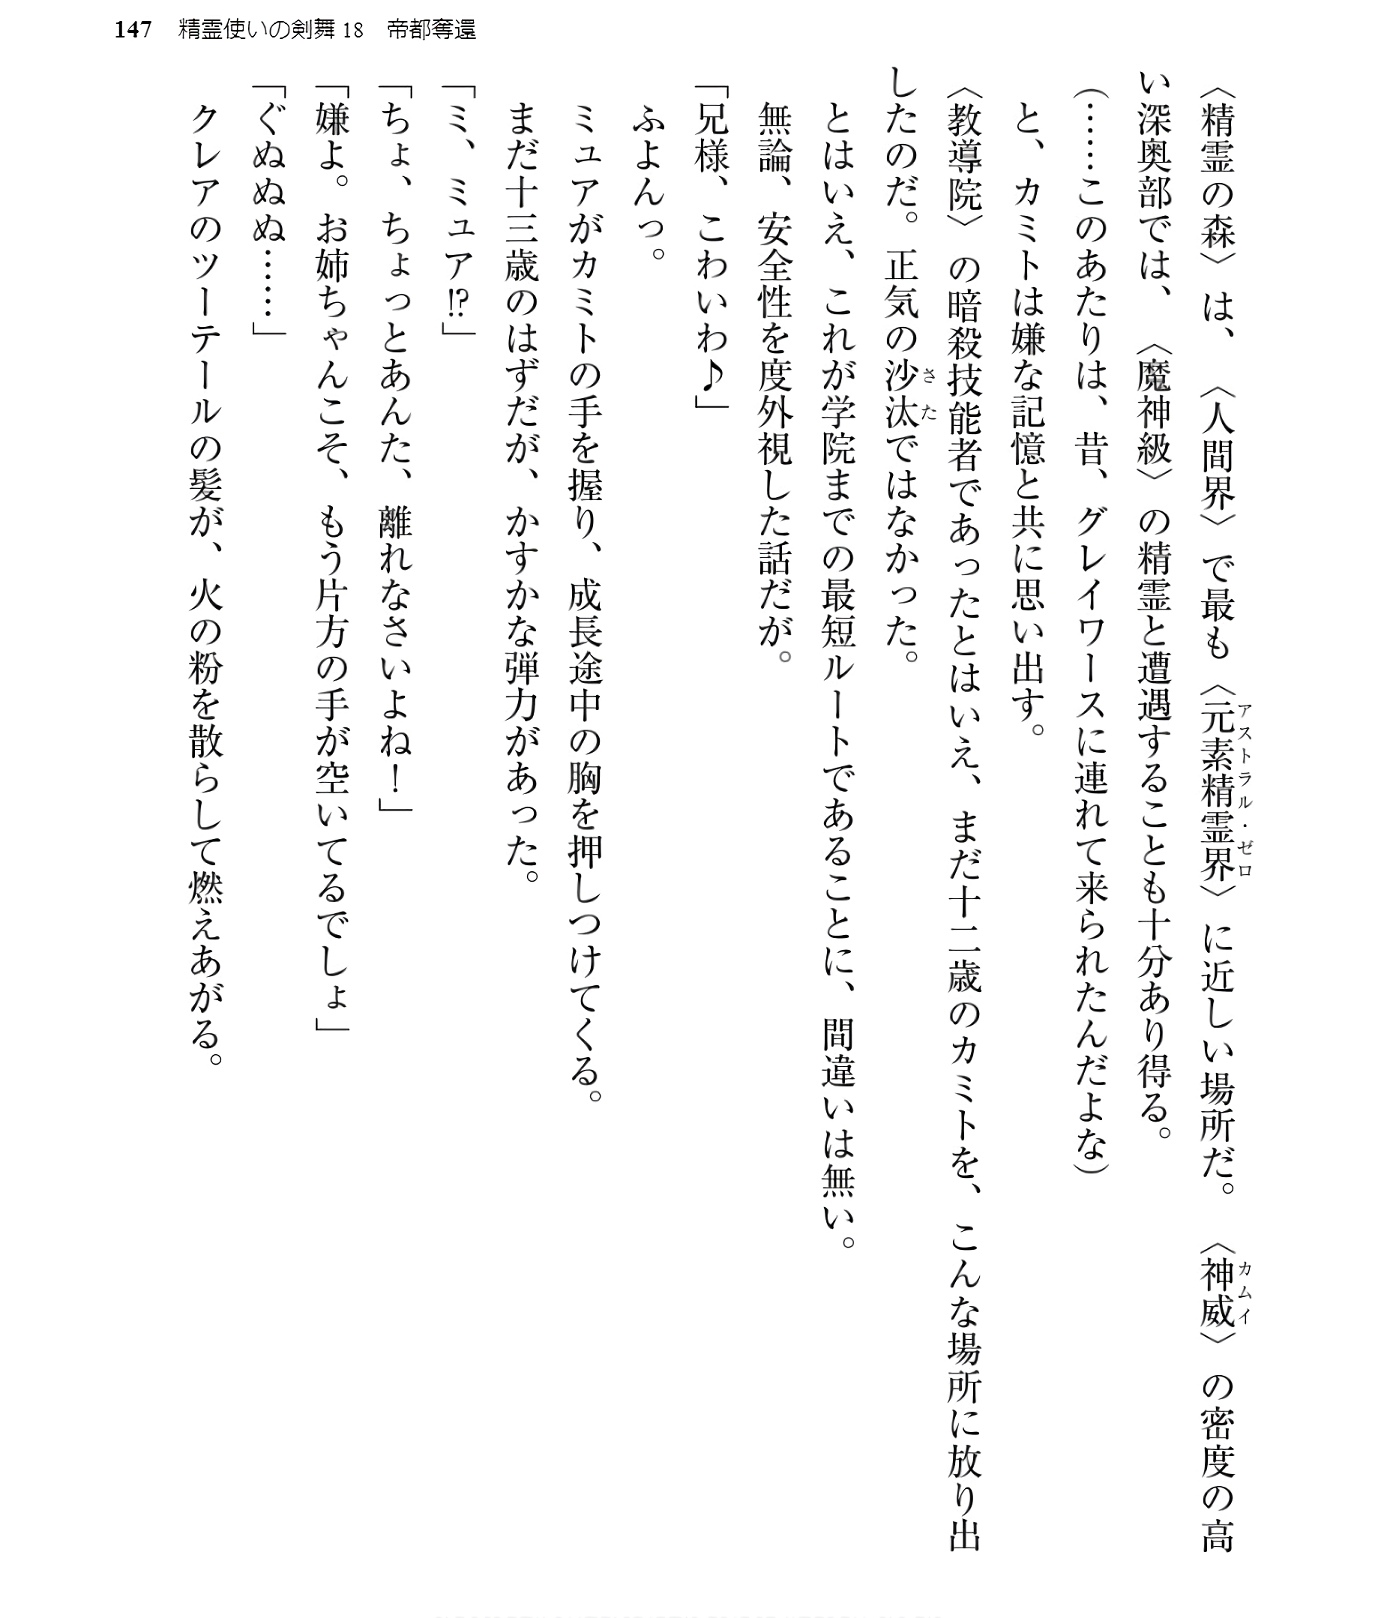 147　精霊使いの剣舞18　帝都奪還
〈精霊の森〉は、〈人間界〉で最も〈元素精霊界〉に近しい場所だ。〈神威〉の密度の高
アストラル・ゼロ
カムイ
い深奥部では、〈魔神級〉の精霊と遭遇することも十分あり得る。
(……このあたりは、昔、グレイワースに連れて来られたんだよな)
と、カミトは嫌な記憶と共に思い出す。
〈教導院〉の暗殺技能者であったとはいえ、まだ十二歳のカミトを、こんな場所に放り出
したのだ。正気の沙汰ではなかった。
さた
とはいえ、これが学院までの最短ルートであることに、間違いは無い。
無論、安全性を度外視した話だが。
「兄様、こわいわ♪」
ふよんっ。
ミュアがカミトの手を握り、成長途中の胸を押しつけてくる。
まだ十三歳のはずだが、かすかな弾力があった。
「ミ、ミュア⁉」
「ちょ、ちょっとあんた、離れなさいよね！」
「嫌よ。お姉ちゃんこそ、もう片方の手が空いてるでしょ」
「ぐぬぬぬ……」
クレアのツーテールの髪が、火の粉を散らして燃えあがる。